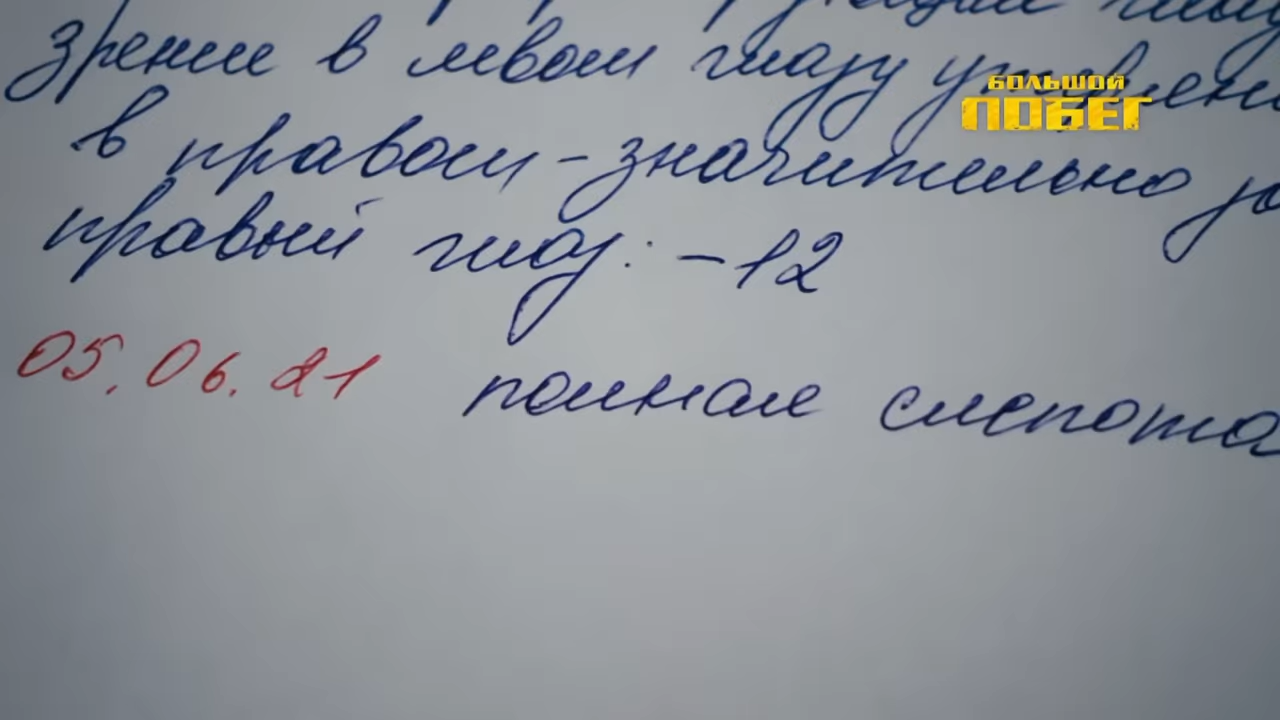 зрение в левом глазу
БОЛЬШОЙ
ПОБЕГ
в правом - значительно
правый глаз: -12
05.06.21 полная слепота